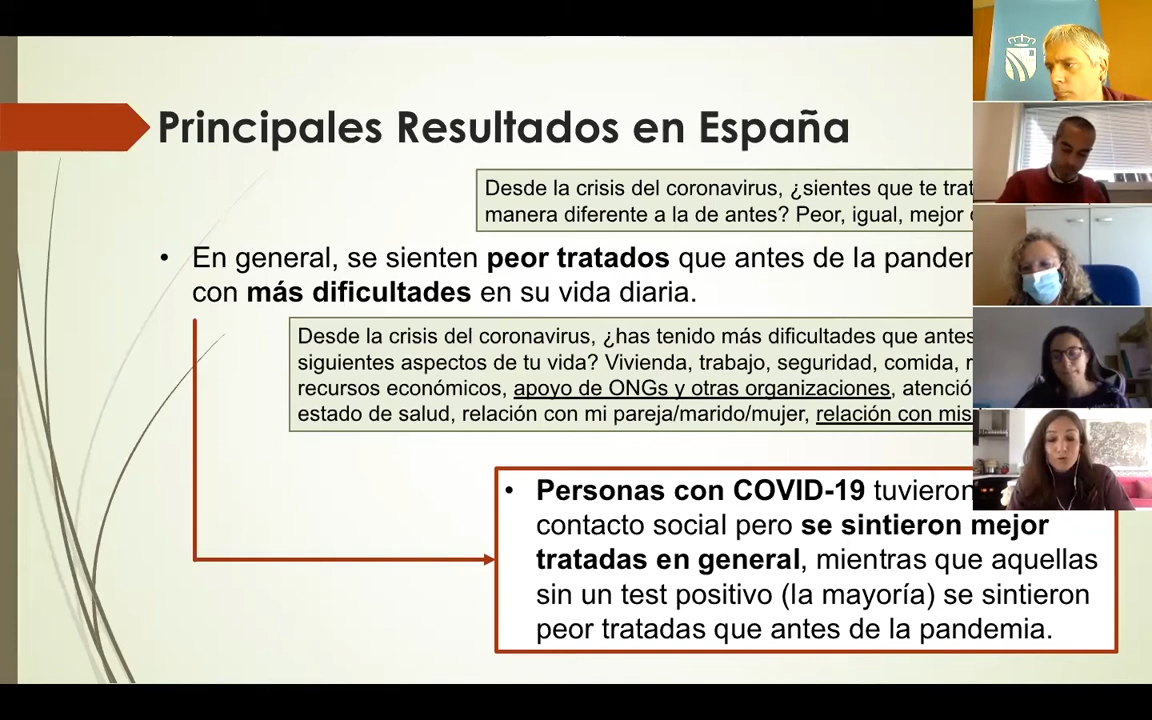 Principales Resultados en España
Desde la crisis del coronavirus, ¿sientes que te trat
manera diferente a la de antes? Peor, igual, mejor
• En general, se sienten peor tratados que antes de la pander
con más dificultades en su vida diaria.
Desde la crisis del coronavirus, ¿has tenido más dificultades que antes
siguientes aspectos de tu vida? Vivienda, trabajo, seguridad, comida,
recursos económicos, apoyo de ONGs y otras organizaciones, atenció
estado de salud, relación con mi pareja/marido/mujer, relación con mis
• Personas con COVID-19 tuvieron
contacto social pero se sintieron mejor
tratadas en general, mientras que aquellas
sin un test positivo (la mayoría) se sintieron
peor tratadas que antes de la pandemia.